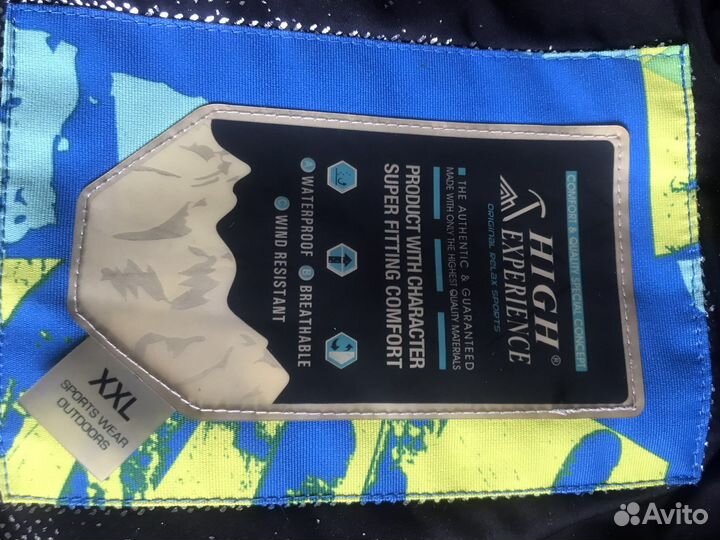 COMFORT & QUALITY SPECIAL CONCEPT
HIGH®
EXPERIENCE
ORIGINAL RELAX SPORTS
THE AUTHENTIC & GUARANTEED
MADE WITH ONLY THE HIGHEST QUALITY MATERIALS
PRODUCT WITH CHARACTER
SUPER FITTING COMFORT
A WATERPROOF B BREATHABLE
C WIND RESISTANT
XXL
SPORTS WEAR
OUTDOORS
Avito